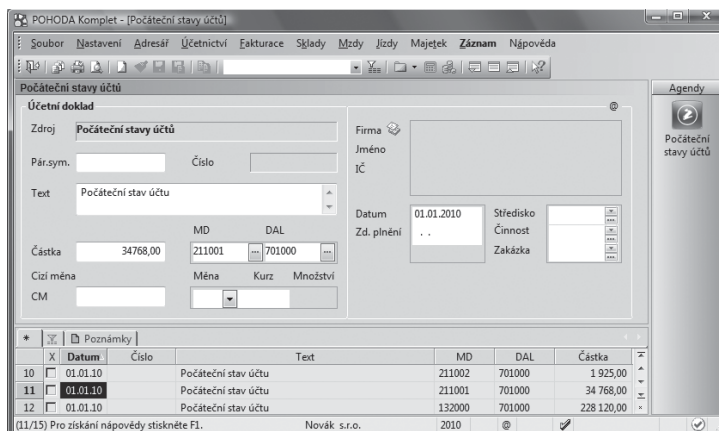 POHODA Komplet - [Počáteční stavy účtů]
Soubor Nastavení Adresář Účetnictví Fakturace Sklady Mzdy Jízdy Majetek Záznam Nápověda
Počáteční stavy účtů
Agendy
Účetní doklad
@
Zdroj Počáteční stavy účtů
Firma
Jméno
IČ
Počáteční
stavy účtů
Pár.sym. Číslo
Text Počáteční stav účtu
Datum 01.01.2010 Středisko
Zd. plnění . . Činnost
Zakázka
MD DAL
Částka 34768,00 211001 ... 701000 ...
Cizí měna Měna Kurz Množství
CM
* Poznámky
X Datum Číslo Text MD DAL Částka
10 01.01.10 Počáteční stav účtu 211002 701000 1 925,00
11 01.01.10 Počáteční stav účtu 211001 701000 34 768,00
12 01.01.10 Počáteční stav účtu 132000 701000 228 120,00
(11/15) Pro získání nápovědy stiskněte F1. Novák s.r.o. 2010 @